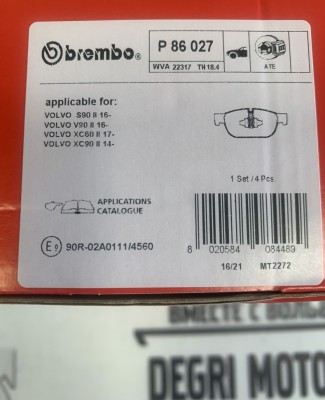 brembo
P 86 027
WVA 22317 TH 18.4
ATE
applicable for:
VOLVO S90 II 16-
VOLVO V90 II 16-
VOLVO XC60 II 17-
VOLVO XC90 II 14-
1 Set / 4 Pcs.
APPLICATIONS
CATALOGUE
E9 90R-02A0111/4560
8 020584 084489
16/21 MT2272
ВМЕСТЕ С
DEGRI MOTO